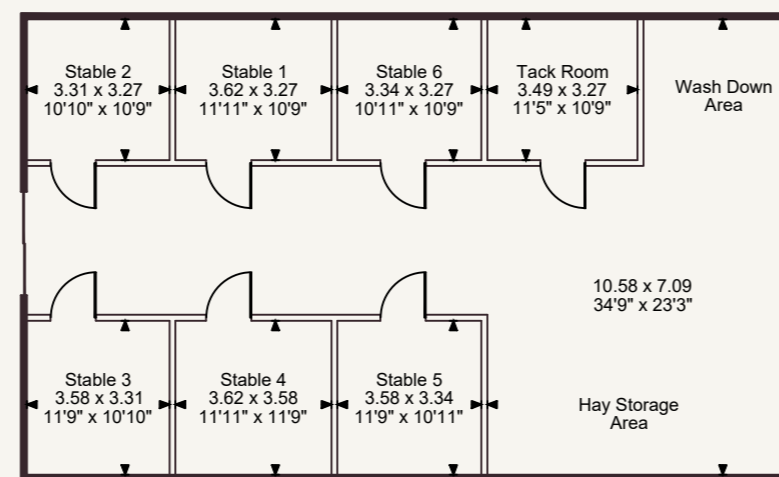 Stable 2
3.31 x 3.27
10'10" x 10'9"
Stable 1
3.62 x 3.27
11'11" x 10'9"
Stable 6
3.34 x 3.27
10'11" x 10'9"
Tack Room
3.49 x 3.27
11'5" x 10'9"
Wash Down
Area
10.58 x 7.09
34'9" x 23'3"
Stable 3
3.58 x 3.31
11'9" x 10'10"
Stable 4
3.62 x 3.58
11'11" x 11'9"
Stable 5
3.58 x 3.34
11'9" x 10'11"
Hay Storage
Area